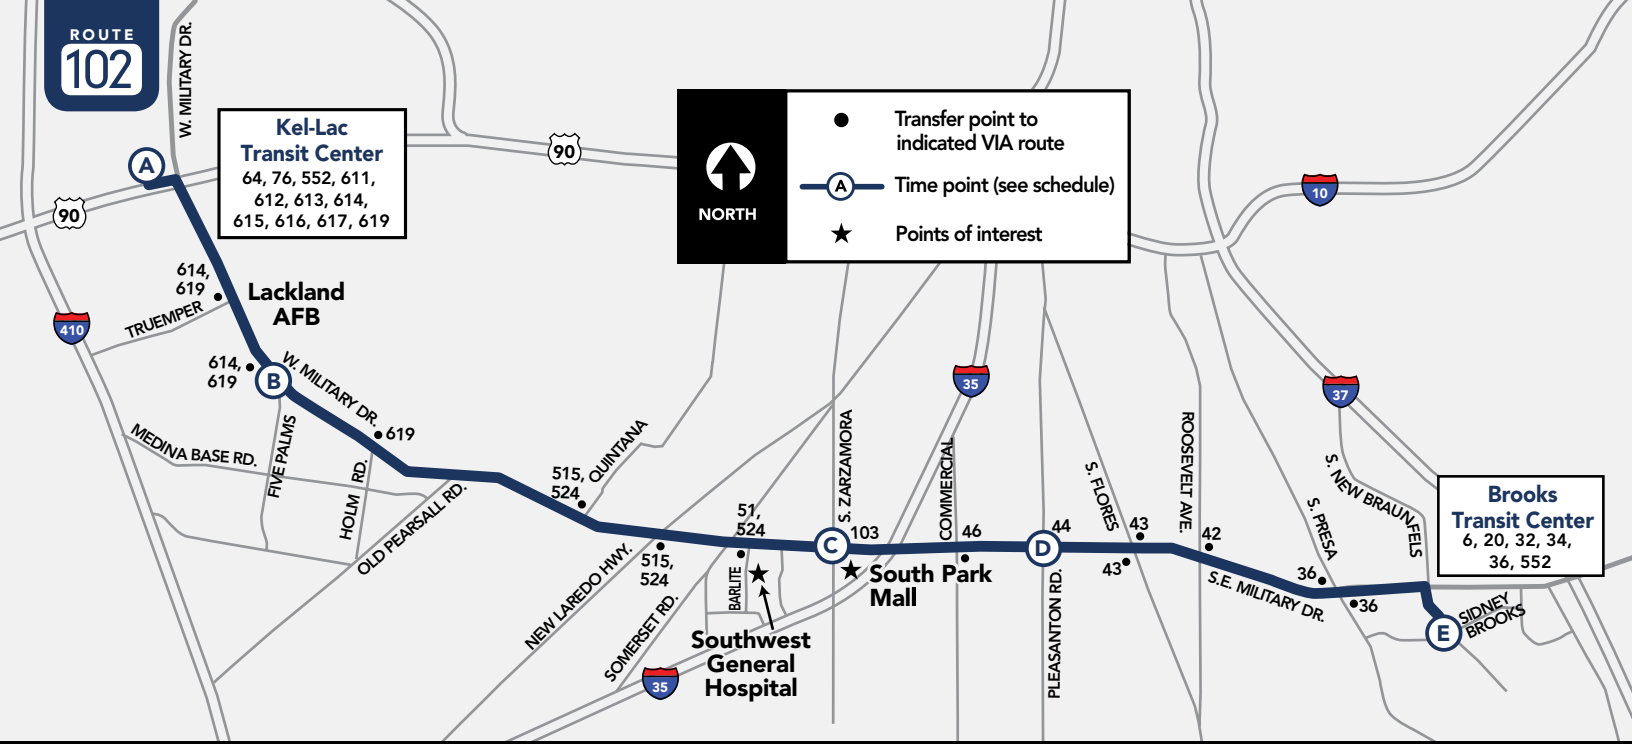 ROUTE
102
W. MILITARY DR.
A
Kel-Lac
Transit Center
64, 76, 552, 611,
612, 613, 614,
615, 616, 617, 619
90
90
NORTH
Transfer point to
indicated VIA route
A
Time point (see schedule)
Points of interest
10
614,
619
TRUEMPER
Lackland
AFB
410
614,
619
B
W. MILITARY DR.
619
MEDINA BASE RD.
FIVE PALMS
HOLM RD.
OLD PEARSALL RD.
515,
524
QUINTANA
NEW LAREDO HWY.
515,
524
SOMERSET RD.
51,
524
BARLITE
Southwest
General
Hospital
35
C
103
S. ZARZAMORA
South Park
Mall
35
COMMERCIAL
46
D
44
PLEASANTON RD.
S. FLORES
43
43
ROOSEVELT AVE.
42
S.E. MILITARY DR.
37
S. PRESA
36
36
S. NEW BRAUNFELS
Brooks
Transit Center
6, 20, 32, 34,
36, 552
E
SIDNEY
BROOKS